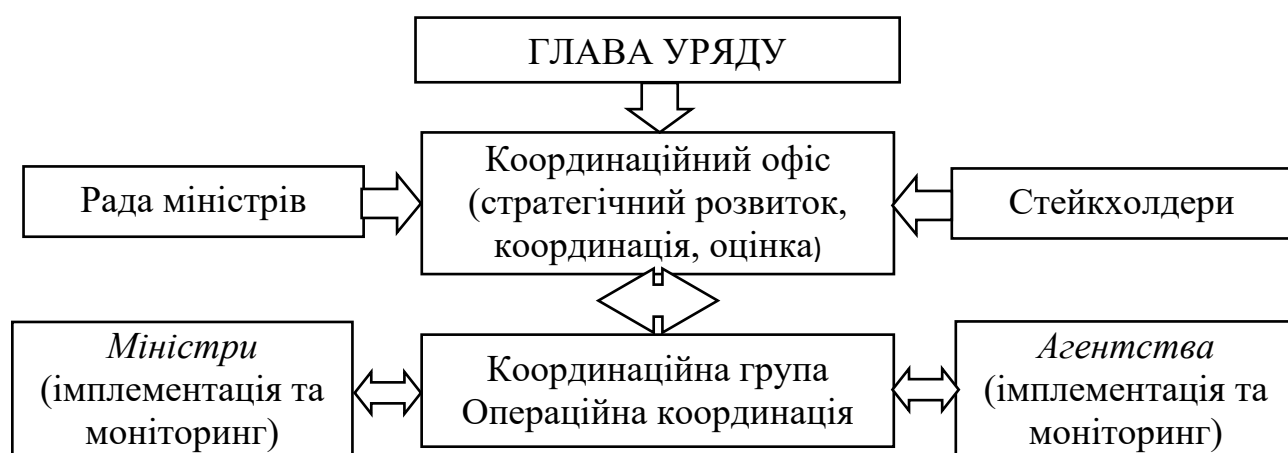 ГЛАВА УРЯДУ
Рада міністрів
Координаційний офіс
(стратегічний розвиток,
координація, оцінка)
Стейкхолдери
Міністри
(імплементація та
моніторинг)
Координаційна група
Операційна координація
Агентства
(імплементація та
моніторинг)